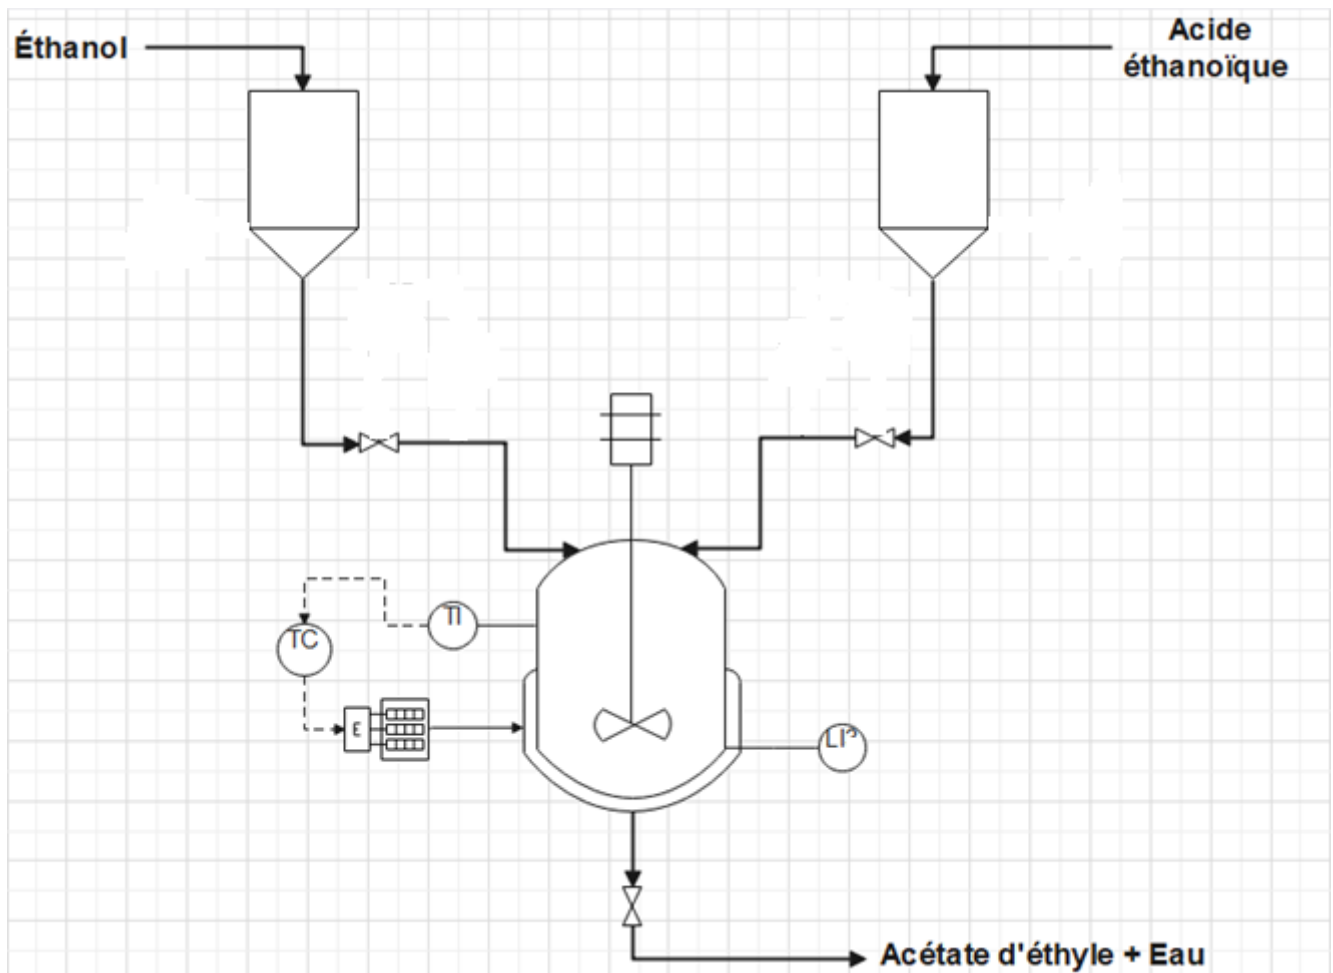 Éthanol
Acide
éthanoïque
TI
TC
E
LI
Acétate d'éthyle + Eau